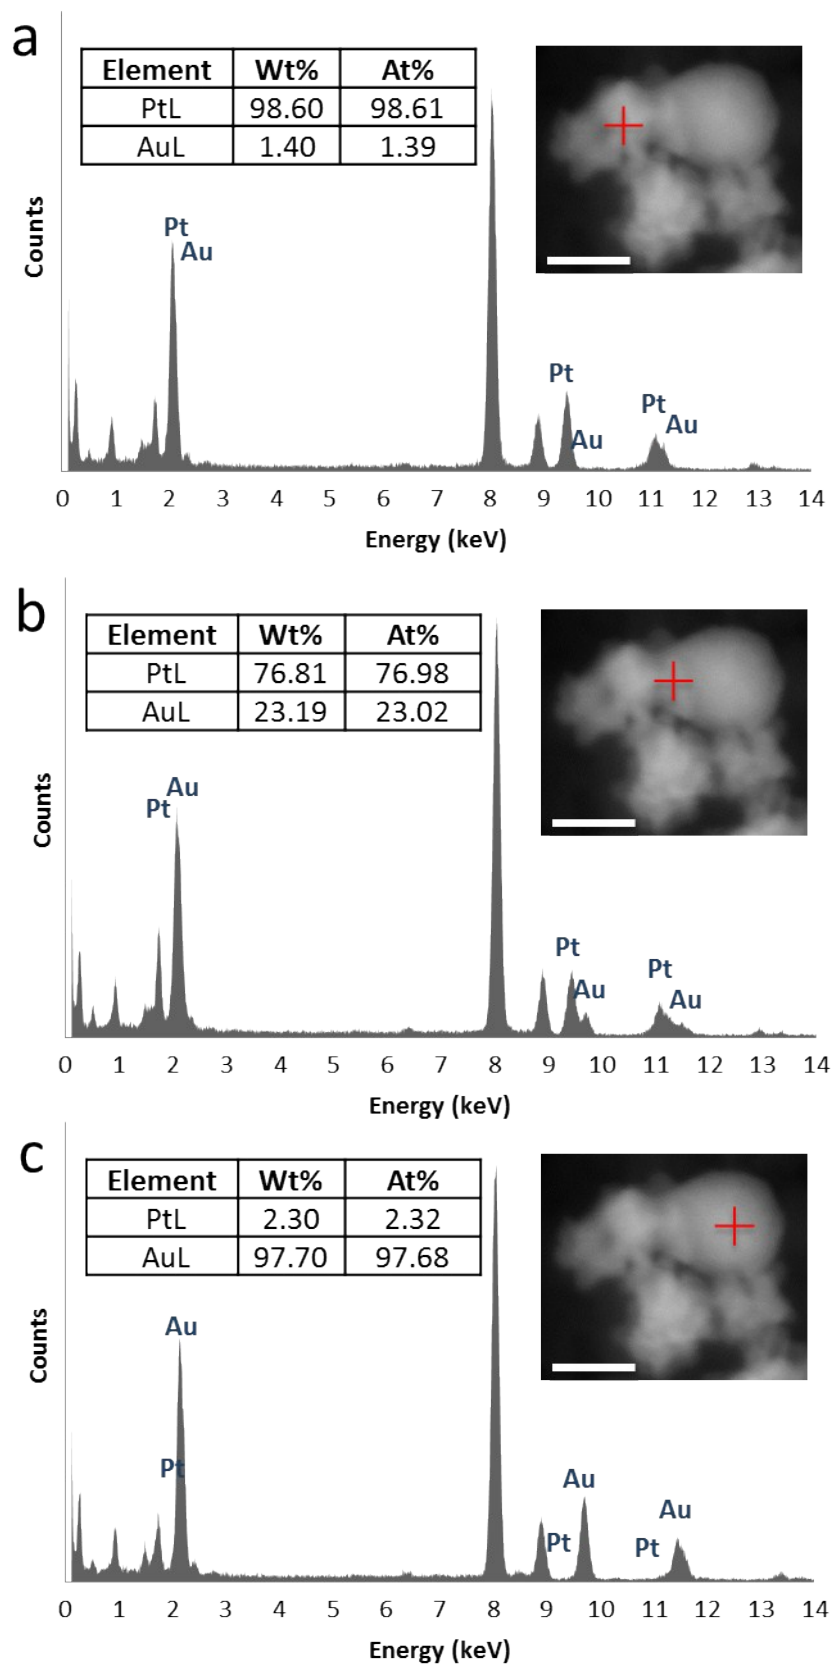 a
Element Wt% At%
PtL 98.60 98.61
AuL 1.40 1.39
Pt
Au
Pt
Au
Pt
Au
Counts
0 1 2 3 4 5 6 7 8 9 10 11 12 13 14
Energy (keV)
b
Element Wt% At%
PtL 76.81 76.98
AuL 23.19 23.02
Au
Pt
Pt
Au
Pt
Au
Counts
0 1 2 3 4 5 6 7 8 9 10 11 12 13 14
Energy (keV)
c
Element Wt% At%
PtL 2.30 2.32
AuL 97.70 97.68
Au
Pt
Au
Pt
Au
Pt
Counts
0 1 2 3 4 5 6 7 8 9 10 11 12 13 14
Energy (keV)